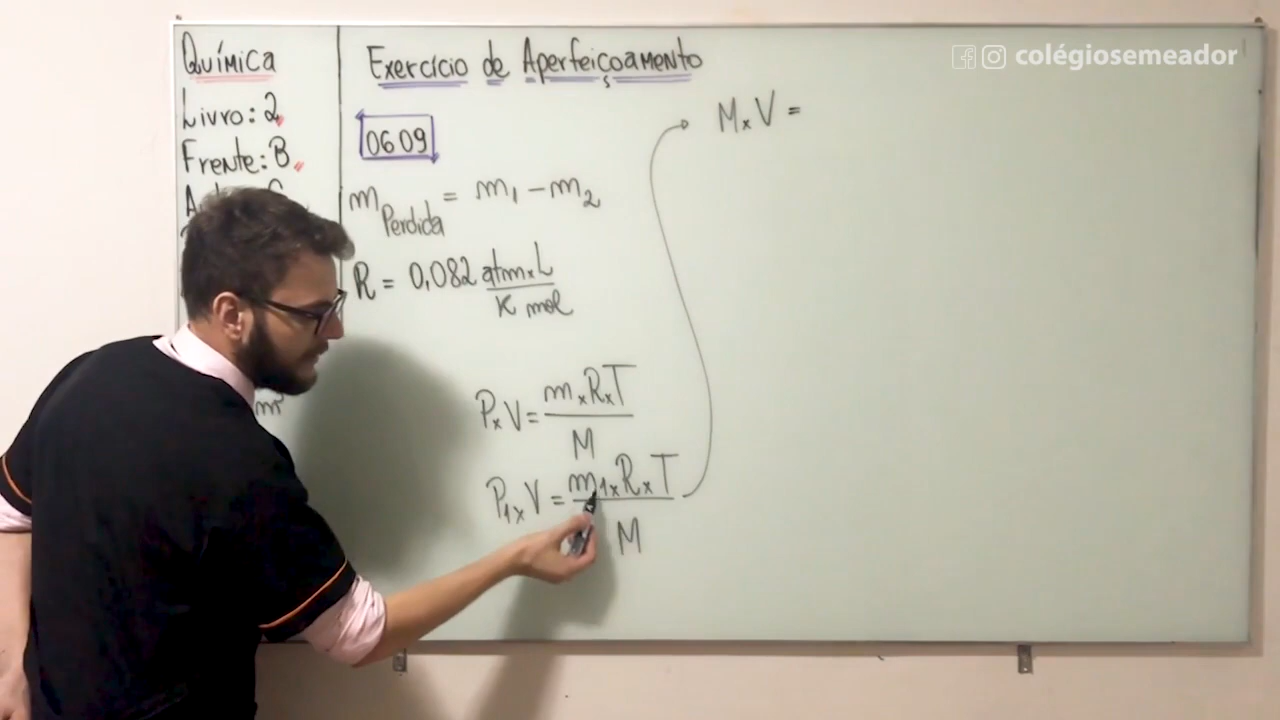 Química
Livro: 2
Frente: B
Exercício de Aperfeiçoamento
06 09
m Perdida = m₁ - m₂
R = 0,082 atm x L / K mol
P x V = m x R x T / M
P₁ x V = m₁ x R x T / M
M x V =
m³
colégiosemeador